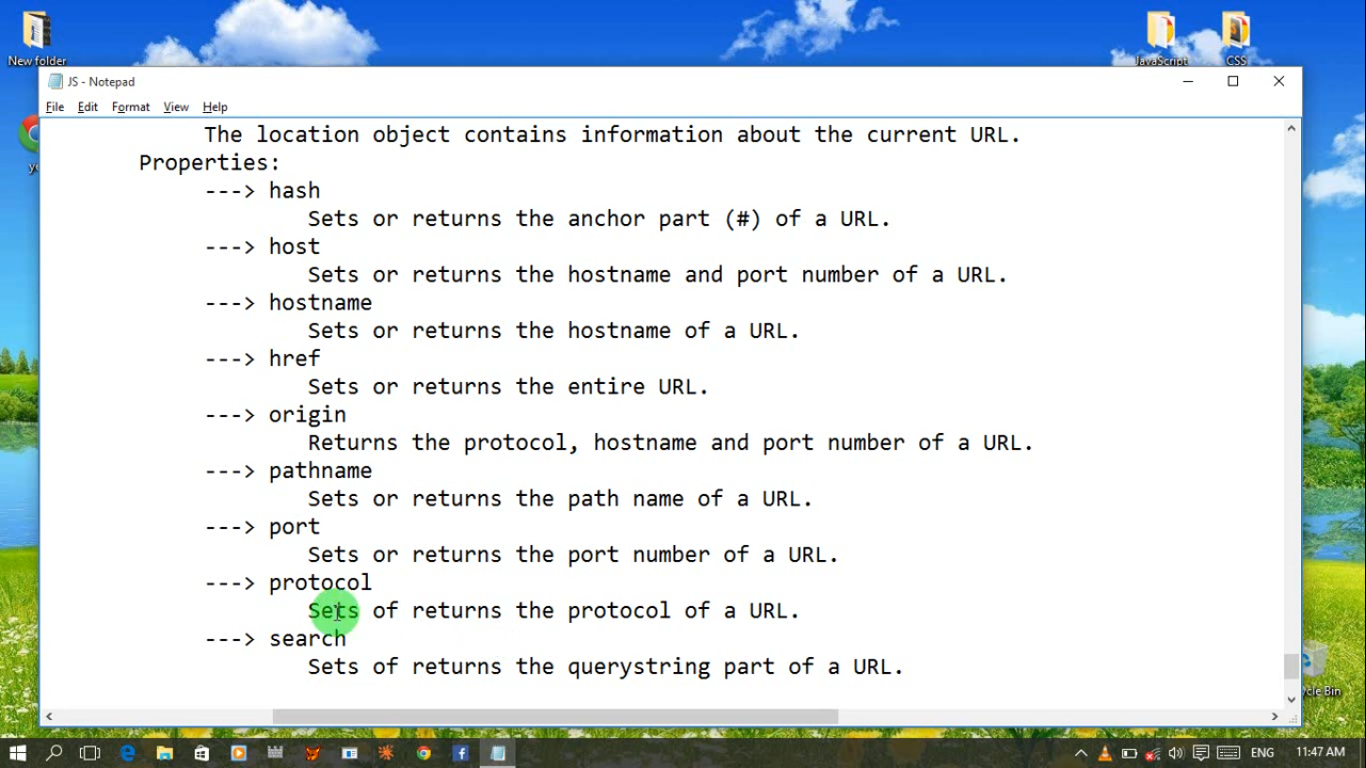 New folder
JavaScript
CSS
JS - Notepad
File Edit Format View Help
The location object contains information about the current URL.
Properties:
---> hash
Sets or returns the anchor part (#) of a URL.
---> host
Sets or returns the hostname and port number of a URL.
---> hostname
Sets or returns the hostname of a URL.
---> href
Sets or returns the entire URL.
---> origin
Returns the protocol, hostname and port number of a URL.
---> pathname
Sets or returns the path name of a URL.
---> port
Sets or returns the port number of a URL.
---> protocol
Sets of returns the protocol of a URL.
---> search
Sets of returns the querystring part of a URL.
cle Bin
ENG 11:47 AM